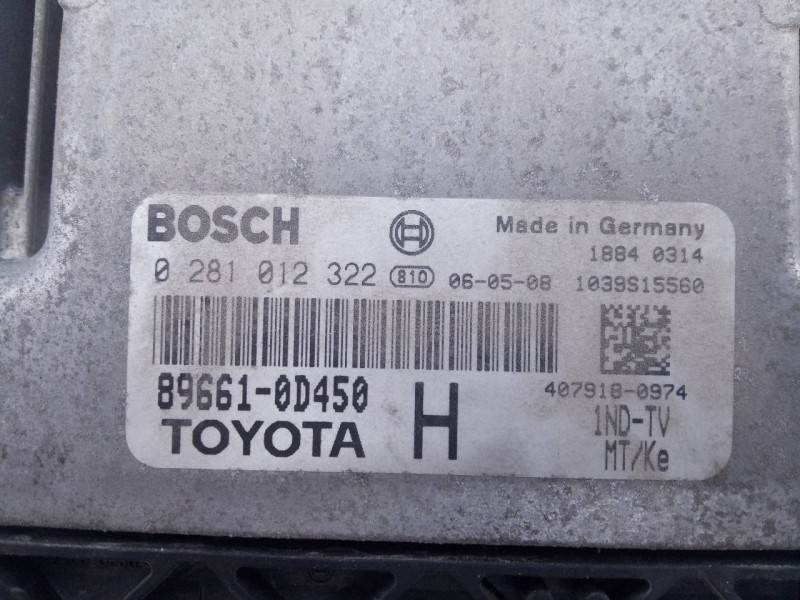 BOSCH
Made in Germany
1884 0314
0 281 012 322 810 06-05-08 1039S15560
89661-0D450
407918-0974
TOYOTA H
1ND-TV
MT/Ke